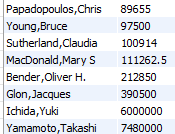 Papadopoulos,Chris 89655
Young,Bruce 97500
Sutherland,Claudia 100914
MacDonald,Mary S 111262.5
Bender,Oliver H. 212850
Glon,Jacques 390500
Ichida,Yuki 6000000
Yamamoto,Takashi 7480000